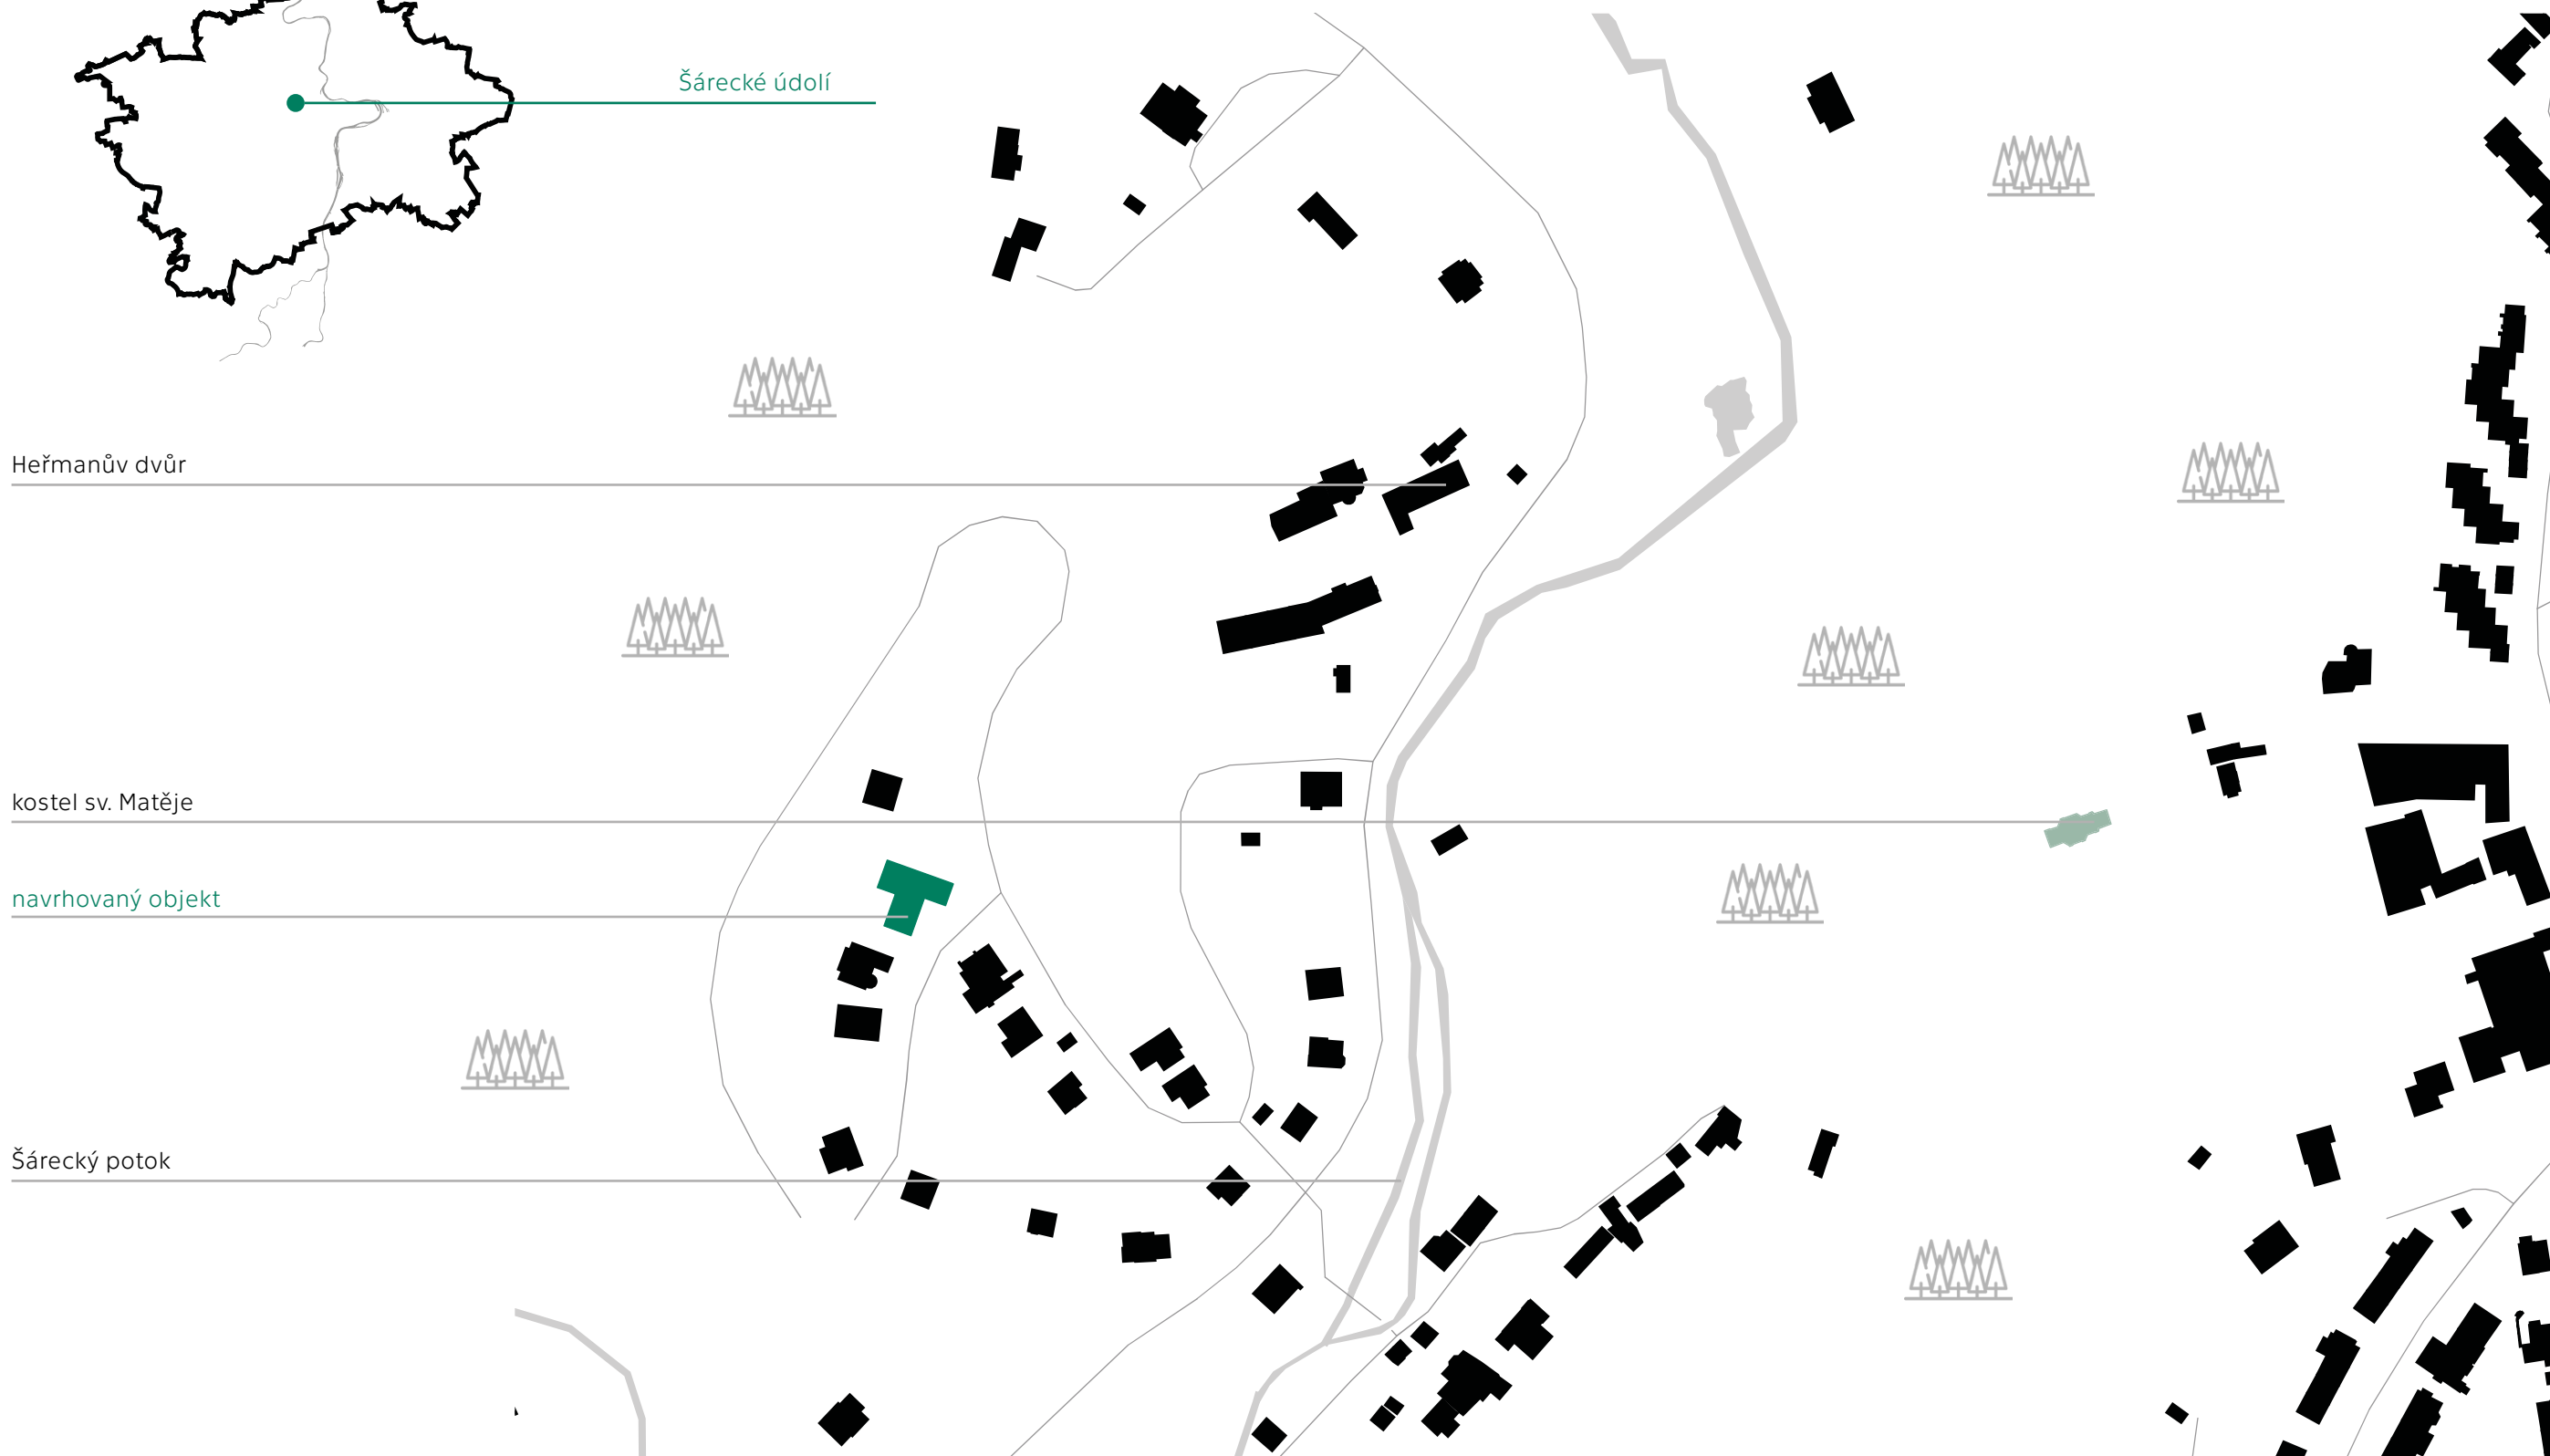 Šárecké údolí
Heřmanův dvůr
kostel sv. Matěje
navrhovaný objekt
Šárecký potok